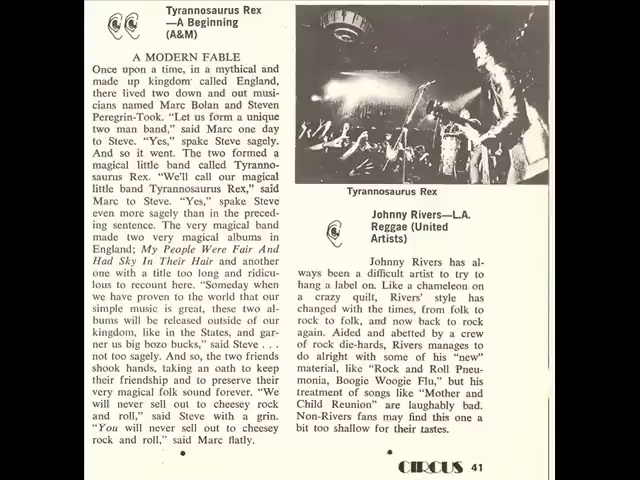 Tyrannosaurus Rex
—A Beginning
(A&M)
A MODERN FABLE
Once upon a time, in a mythical and
made up kingdom called England,
there lived two down and out musi-
cians named Marc Bolan and Steven
Peregrin-Took. “Let us form a unique
two man band,” said Marc one day
to Steve. “Yes,” spake Steve sagely.
And so it went. The two formed a
magical little band called Tyranno-
saurus Rex. “We'll call our magical
little band Tyrannosaurus Rex,” said
Marc to Steve. “Yes,” spake Steve
even more sagely than in the preced-
ing sentence. The very magical band
made two very magical albums in
England; My People Were Fair And
Had Sky In Their Hair and another
one with a title too long and ridicu-
lous to recount here. “Someday when
we have proven to the world that our
simple music is great, these two al-
bums will be released outside of our
kingdom, like in the States, and gar-
ner us big bozo bucks,” said Steve . . .
not too sagely. And so, the two friends
shook hands, taking an oath to keep
their friendship and to preserve their
very magical folk sound forever. “We
will never sell out to cheesey rock
and roll,” said Steve with a grin.
“You will never sell out to cheesey
rock and roll,” said Marc flatly.
Tyrannosaurus Rex
Johnny Rivers—L.A.
Reggae (United
Artists)
Johnny Rivers has al-
ways been a difficult artist to try to
hang a label on. Like a chameleon on
a crazy quilt, Rivers' style has
changed with the times, from folk to
rock to folk, and now back to rock
again. Aided and abetted by a crew
of rock die-hards, Rivers manages to
do alright with some of his “new”
material, like “Rock and Roll Pneu-
monia, Boogie Woogie Flu,” but his
treatment of songs like “Mother and
Child Reunion” are laughably bad.
Non-Rivers fans may find this one a
bit too shallow for their tastes.
CIRCUS 41